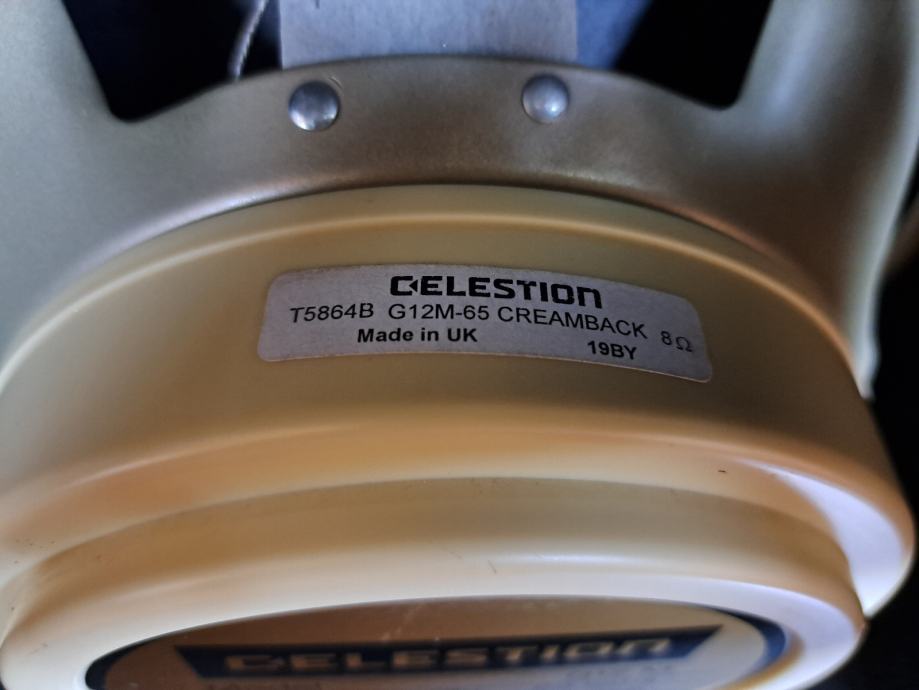 CELESTION
T5864B G12M-65 CREAMBACK 8Ω
Made in UK 19BY
CELESTION